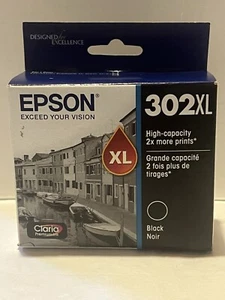 DESIGNED FOR EXCELLENCE
EPSON
EXCEED YOUR VISION
302XL
High-capacity
2x more prints*
Grande capacité
2 fois plus de
tirages*
XL
Claria
Premium
Black
Noir